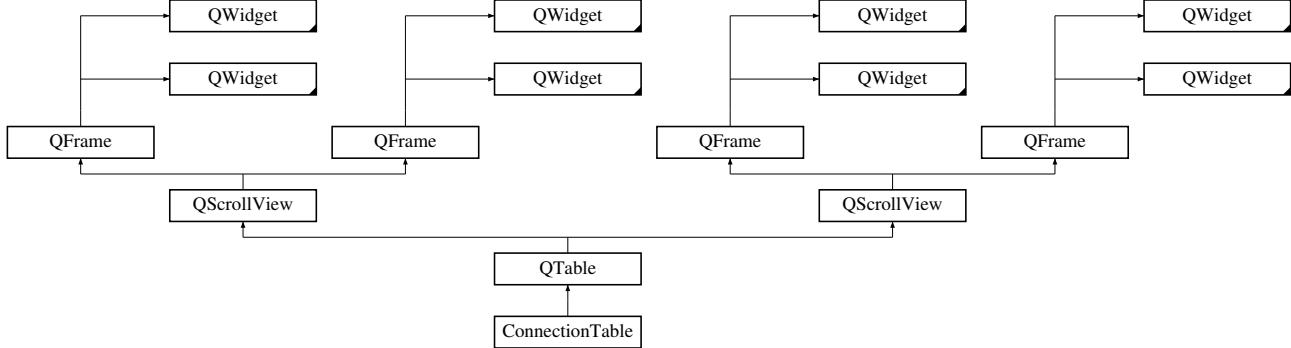 QWidget QWidget QWidget QWidget
QWidget QWidget QWidget QWidget
QFrame QFrame QFrame QFrame
QScrollView QScrollView
QTable
ConnectionTable